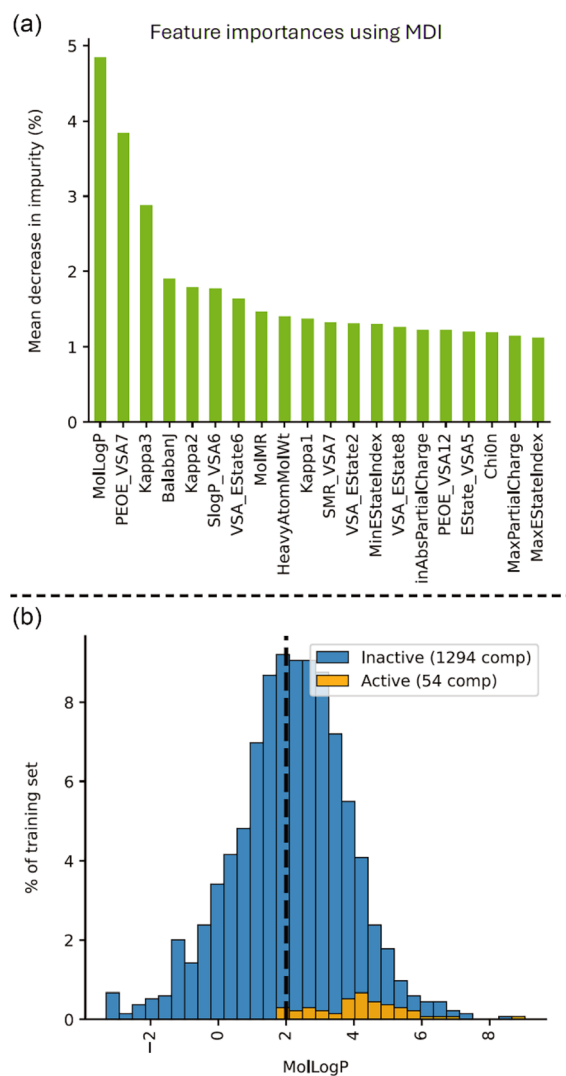 (a)
Feature importances using MDI
Mean decrease in impurity (%)
5
4
3
2
1
0
MolLogP
PEOE_VSA7
Kappa3
BalabanJ
Kappa2
SlogP_VSA6
VSA_EState6
MolMR
HeavyAtomMolWt
Kappa1
SMR_VSA7
VSA_EState2
MinEStateIndex
VSA_EState8
inAbsPartialCharge
PEOE_VSA12
EState_VSA5
Chi0n
MaxPartialCharge
MaxEStateIndex
(b)
Inactive (1294 comp)
Active (54 comp)
% of training set
8
6
4
2
0
−2
0
2
4
6
8
MolLogP